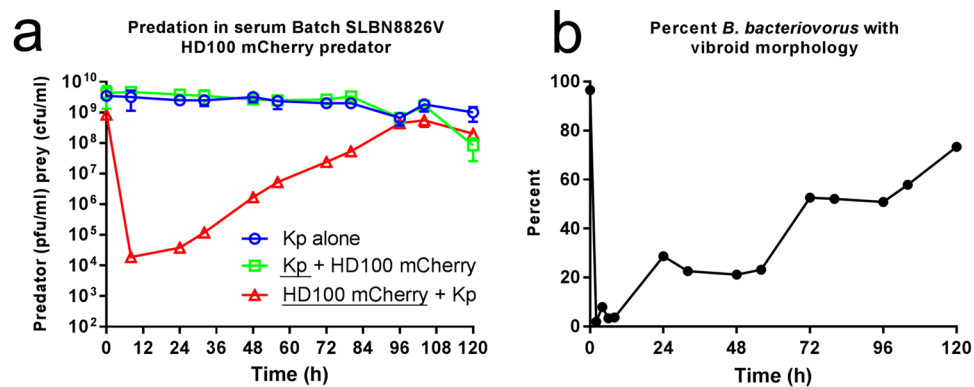 a
Predation in serum Batch SLBN8826V
HD100 mCherry predator
Predator (pfu/ml) prey (cfu/ml)
10^10
10^9
10^8
10^7
10^6
10^5
10^4
10^3
10^2
Kp alone
Kp + HD100 mCherry
HD100 mCherry + Kp
0 12 24 36 48 60 72 84 96 108 120
Time (h)
b
Percent B. bacteriovorus with
vibroid morphology
Percent
100
80
60
40
20
0
0 24 48 72 96 120
Time (h)